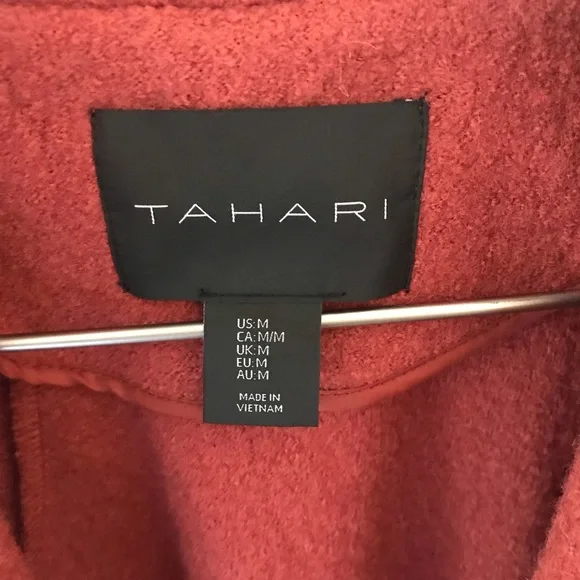 TAHARI
US:M
CA:M/M
UK:M
EU:M
AU:M
MADE IN
VIETNAM